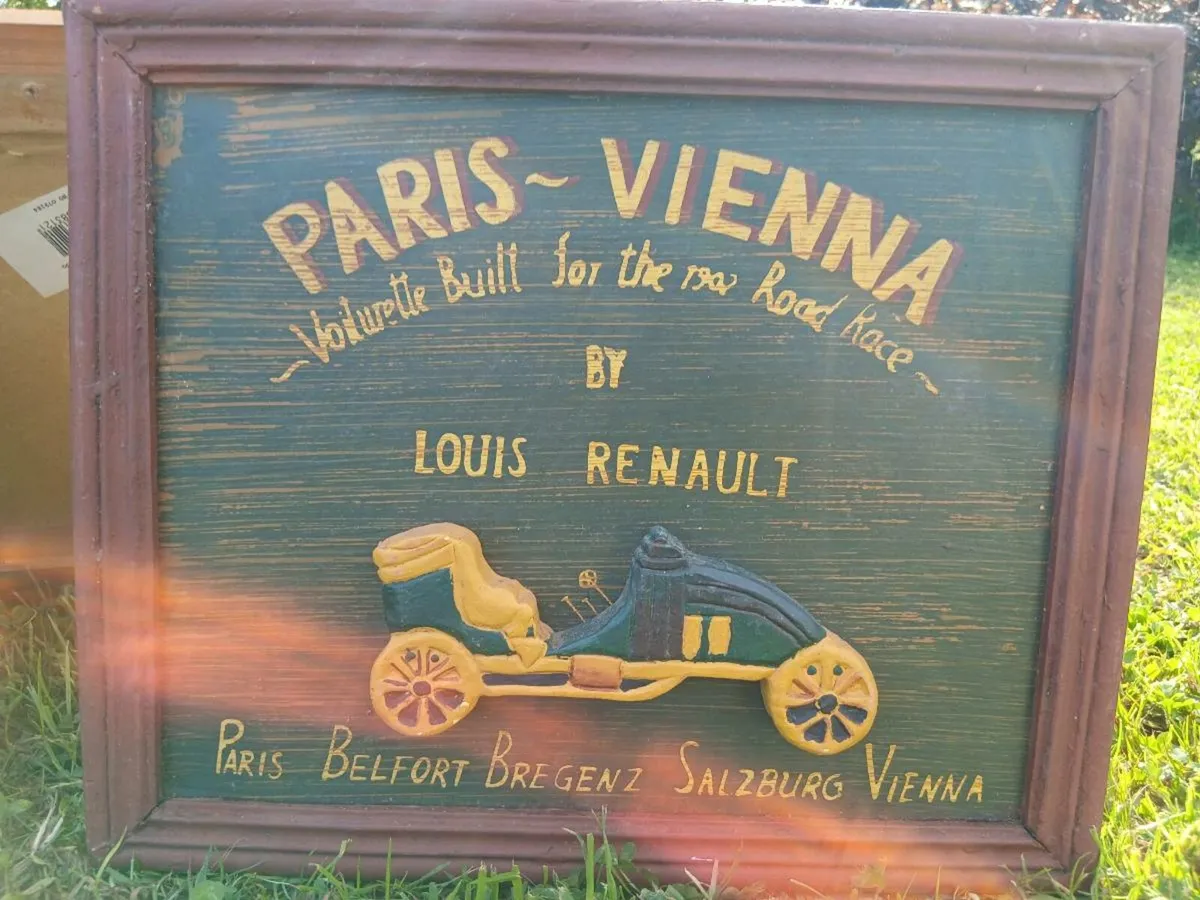 PARIS ~ VIENNA
~ Voiturette Built for the 1902 Road Race ~
BY
LOUIS RENAULT
PARIS BELFORT BREGENZ SALZBURG VIENNA